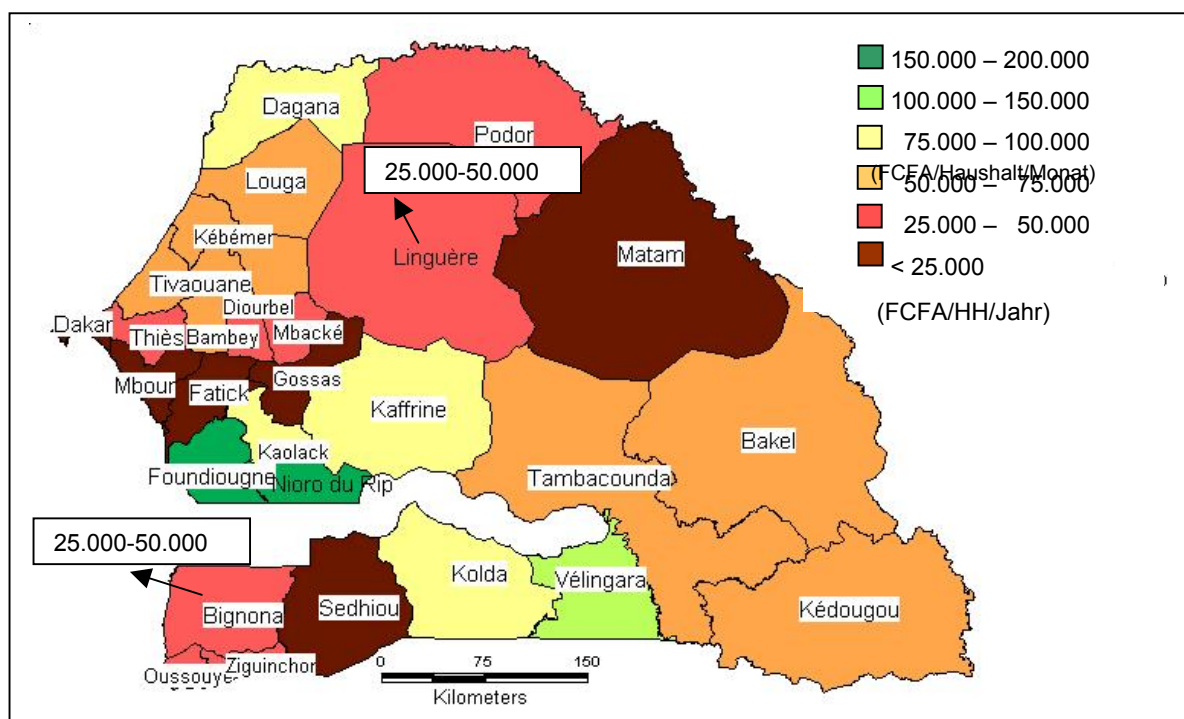 150.000 – 200.000
100.000 – 150.000
75.000 – 100.000
(FCFA/Haushalt/Monat)
50.000 – 75.000
25.000 – 50.000
< 25.000
(FCFA/HH/Jahr)
Dagana
Podor
25.000-50.000
Louga
Kébémer
Linguère
Matam
Tivaouane
Diourbel
Dakar
Thiès
Bambey
Mbacké
Mbour
Fatick
Gossas
Kaffrine
Bakel
Kaolack
Foundiougne
Nioro du Rip
Tambacounda
25.000-50.000
Kolda
Vélingara
Bignona
Sedhiou
Kédougou
Oussouye
Ziguinchor
0 75 150
Kilometers